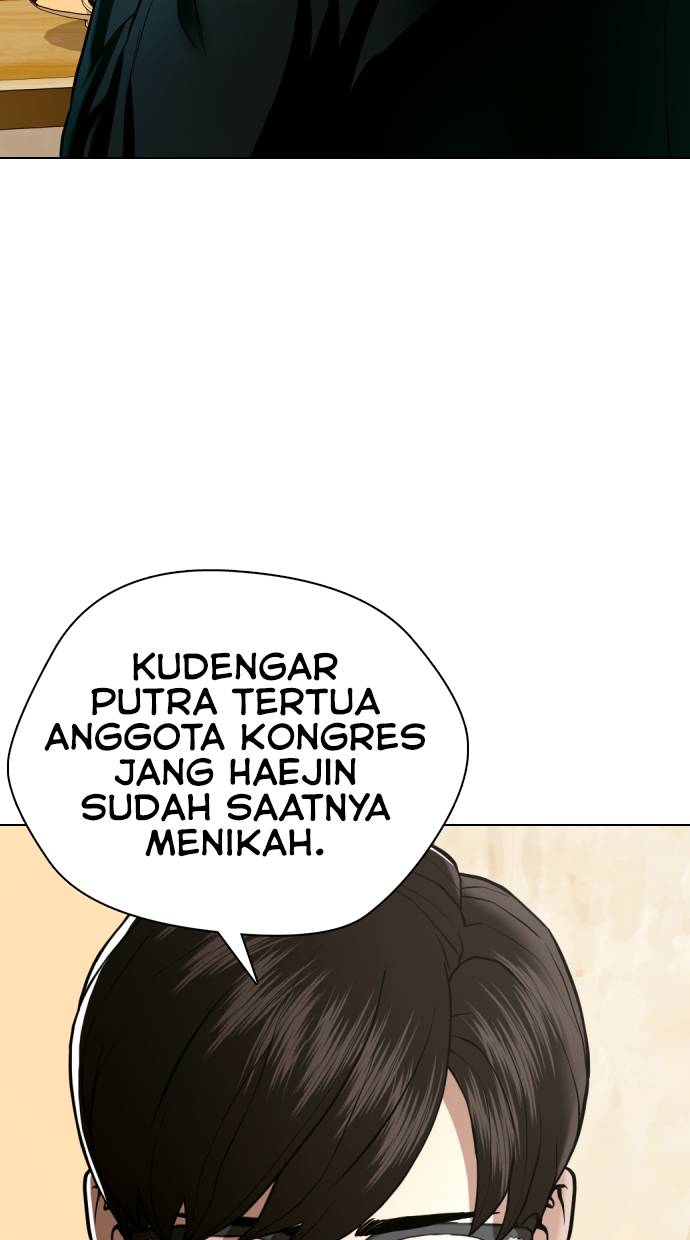 KUDENGAR
PUTRA TERTUA
ANGGOTA KONGRES
JANG HAEJIN
SUDAH SAATNYA
MENIKAH.